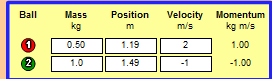 Ball Mass Position Velocity Momentum
kg m m/s kg m/s
1 0.50 1.19 2 1.00
2 1.0 1.49 -1 -1.00